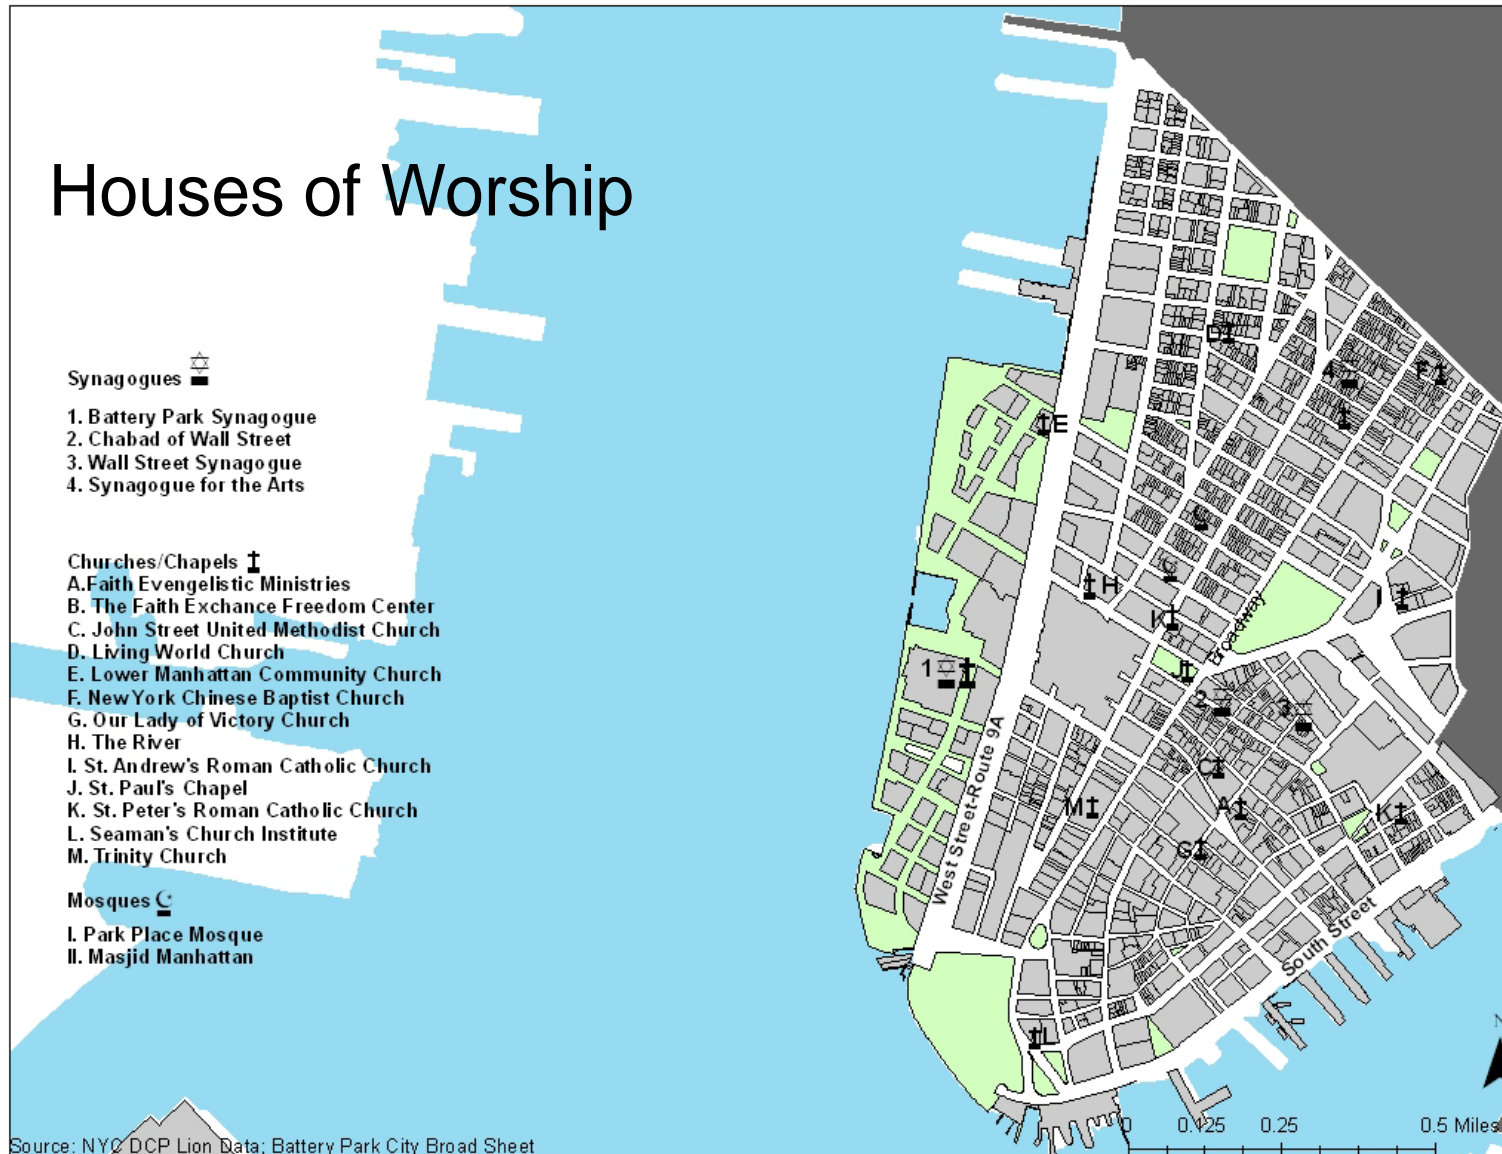 Houses of Worship
Synagogues
1. Battery Park Synagogue
2. Chabad of Wall Street
3. Wall Street Synagogue
4. Synagogue for the Arts
Churches/Chapels
A.Faith Evengelistic Ministries
B. The Faith Exchance Freedom Center
C. John Street United Methodist Church
D. Living World Church
E. Lower Manhattan Community Church
F. New York Chinese Baptist Church
G. Our Lady of Victory Church
H. The River
I. St. Andrew's Roman Catholic Church
J. St. Paul's Chapel
K. St. Peter's Roman Catholic Church
L. Seaman's Church Institute
M. Trinity Church
Mosques
I. Park Place Mosque
II. Masjid Manhattan
Source: NYC DCP Lion Data; Battery Park City Broad Sheet
D
4
F
E
H
K
I
Broadway
J
1
2
3
C
M
A
K
G
West Street-Route 9A
South Street
L
N
0 0.125 0.25 0.5 Miles